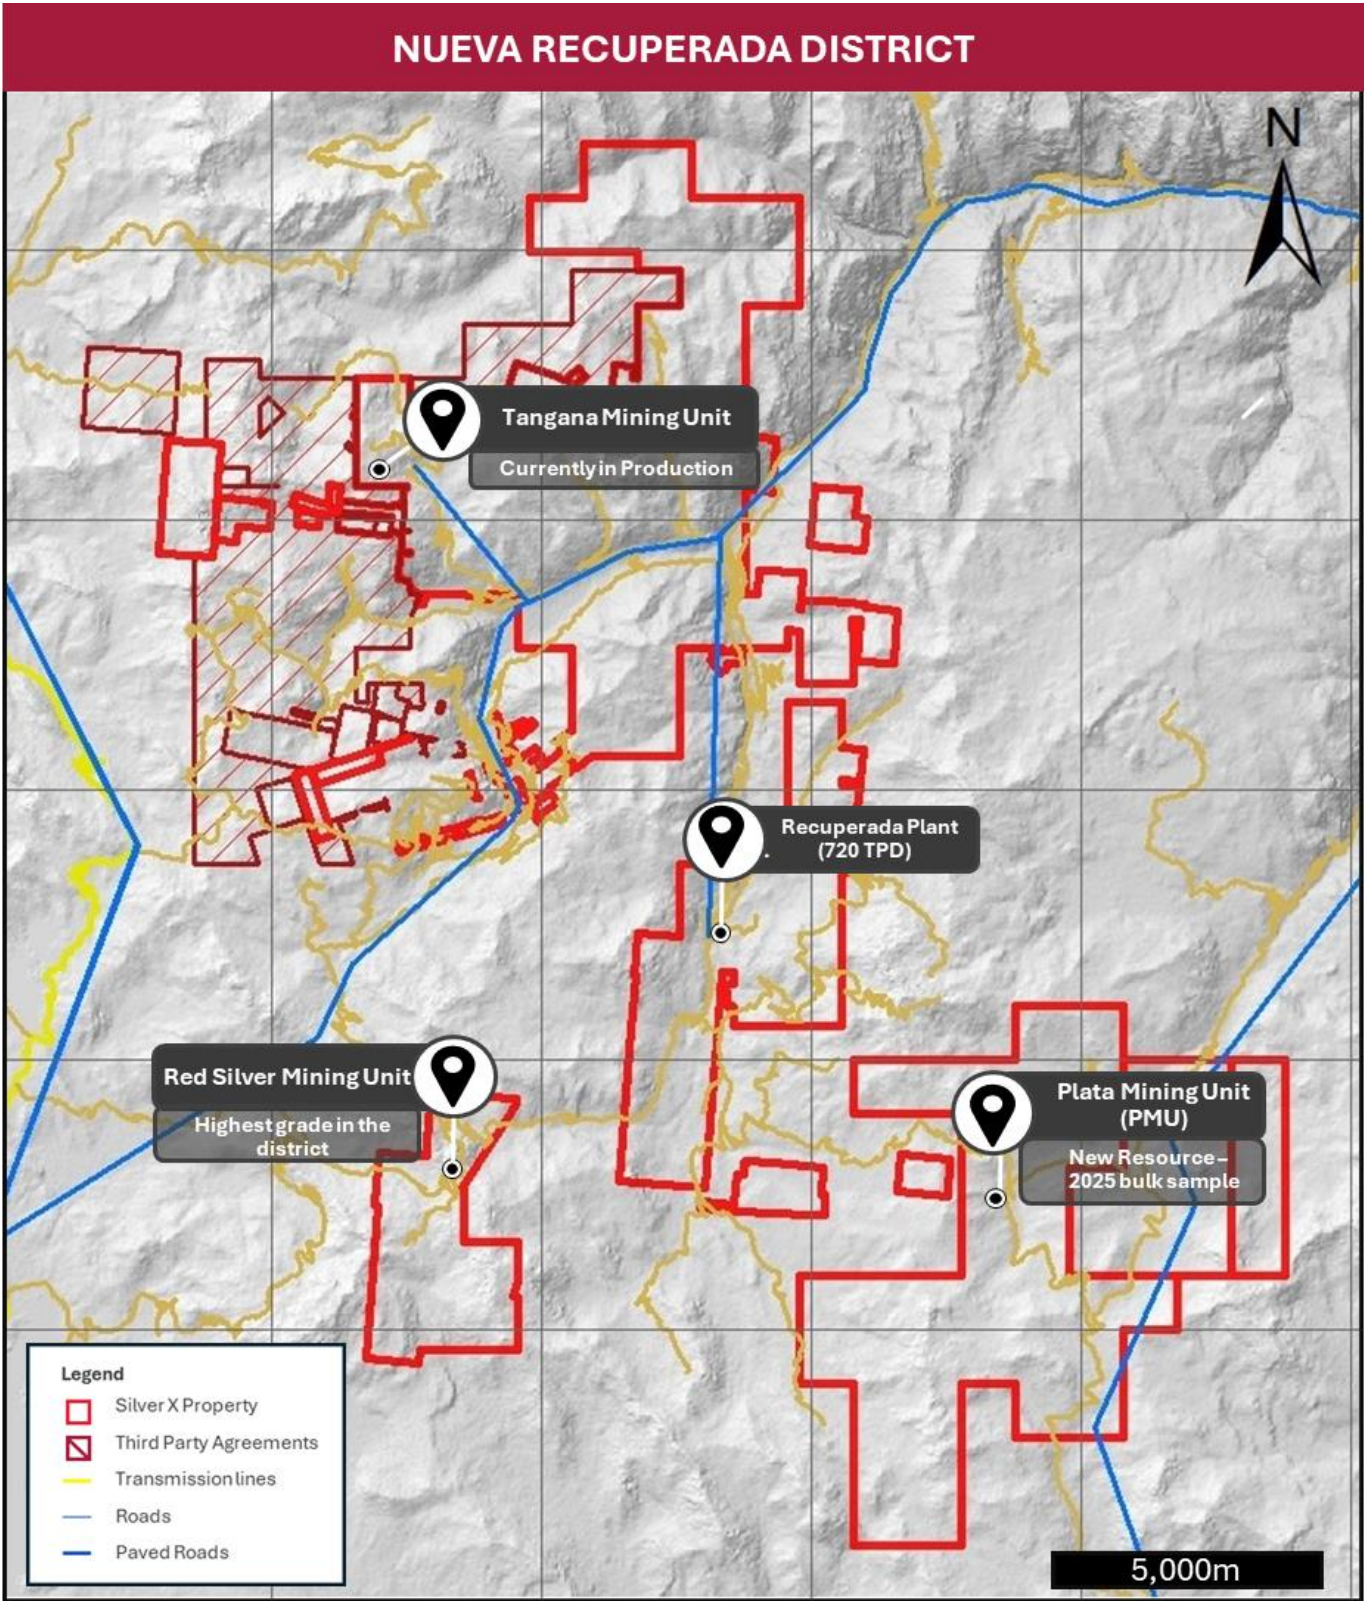 NUEVA RECUPERADA DISTRICT
N
Tangana Mining Unit
Currently in Production
Recuperada Plant
(720 TPD)
Red Silver Mining Unit
Highest grade in the
district
Plata Mining Unit
(PMU)
New Resource –
2025 bulk sample
Legend
Silver X Property
Third Party Agreements
Transmission lines
Roads
Paved Roads
5,000m